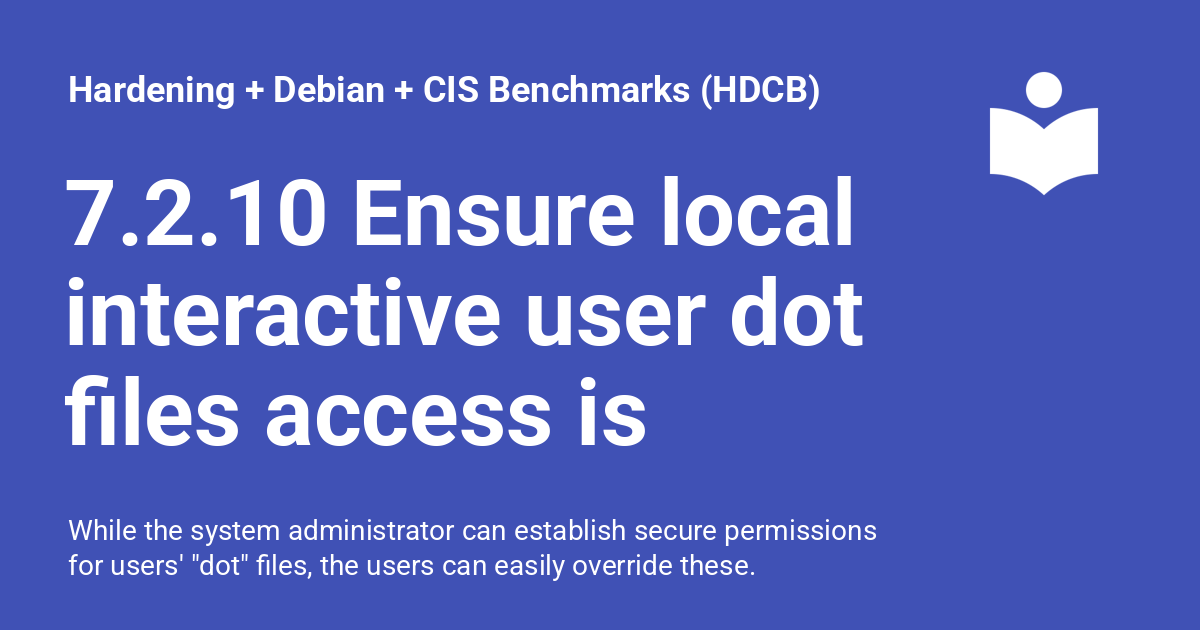 Hardening + Debian + CIS Benchmarks (HDCB)
7.2.10 Ensure local
interactive user dot
files access is
While the system administrator can establish secure permissions
for users' "dot" files, the users can easily override these.